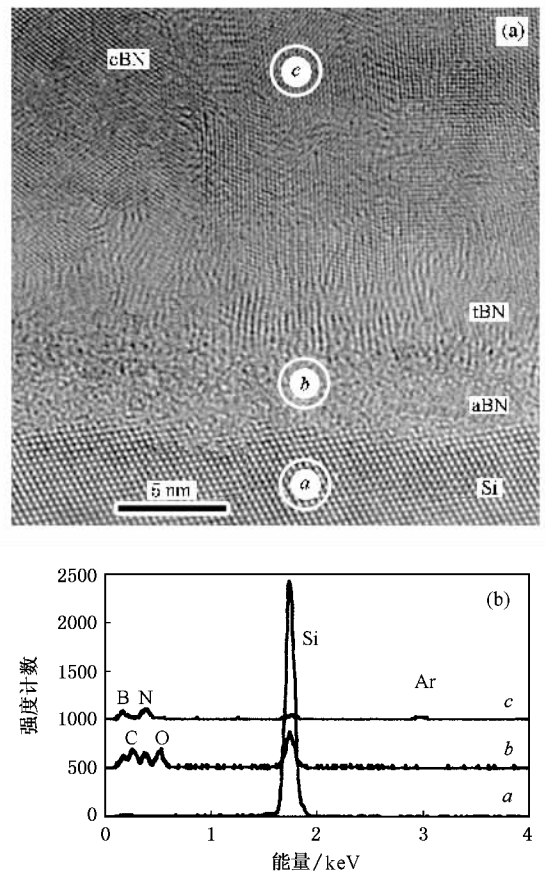 (a)
cBN
c
tBN
b
aBN
a
Si
5 nm
(b)
2500
2000
1500
1000
500
0
强度计数
Si
Ar
B N
C O
c
b
a
0 1 2 3 4
能量/keV